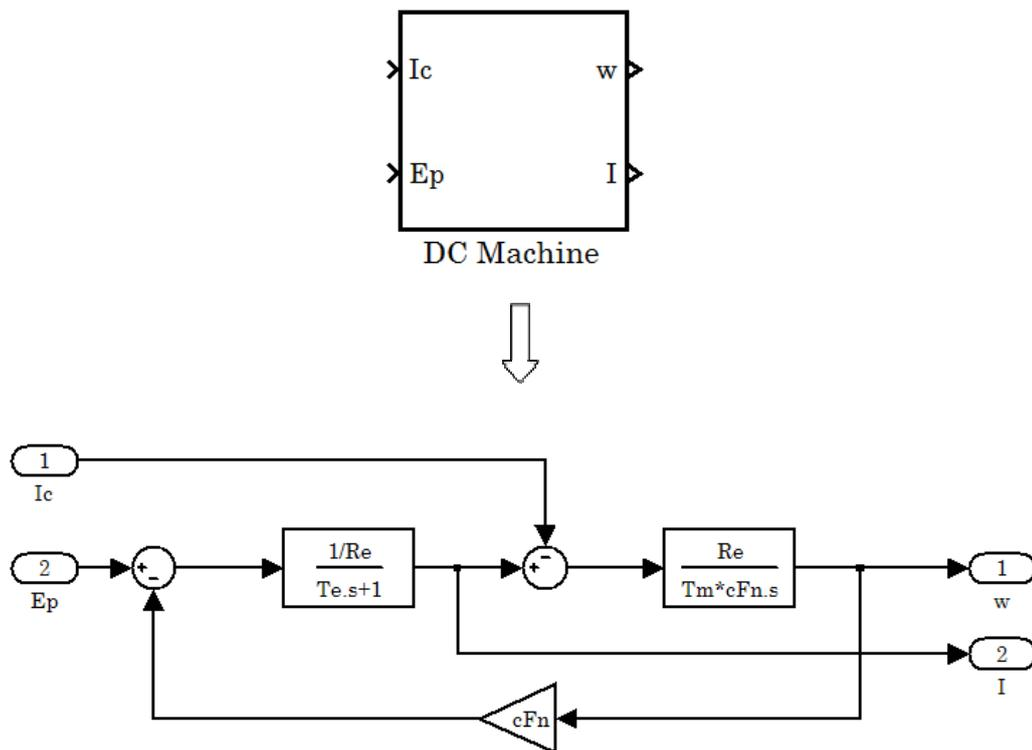 Ic
w
Ep
I
DC Machine
1
Ic
2
Ep
+
-
1/Re
Te.s+1
-
+
Re
Tm*cFn.s
1
w
2
I
cFn